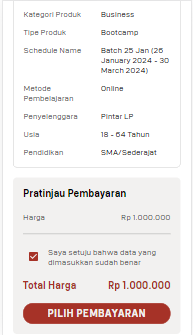 Kategori Produk Business
Tipe Produk Bootcamp
Schedule Name Batch 25 Jan (26
January 2024 - 30
March 2024)
Metode Online
Pembelajaran
Penyelenggara Pintar LP
Usia 18 - 64 Tahun
Pendidikan SMA/Sederajat
Pratinjau Pembayaran
Harga Rp 1.000.000
Saya setuju bahwa data yang
dimasukkan sudah benar
Total Harga Rp 1.000.000
PILIH PEMBAYARAN